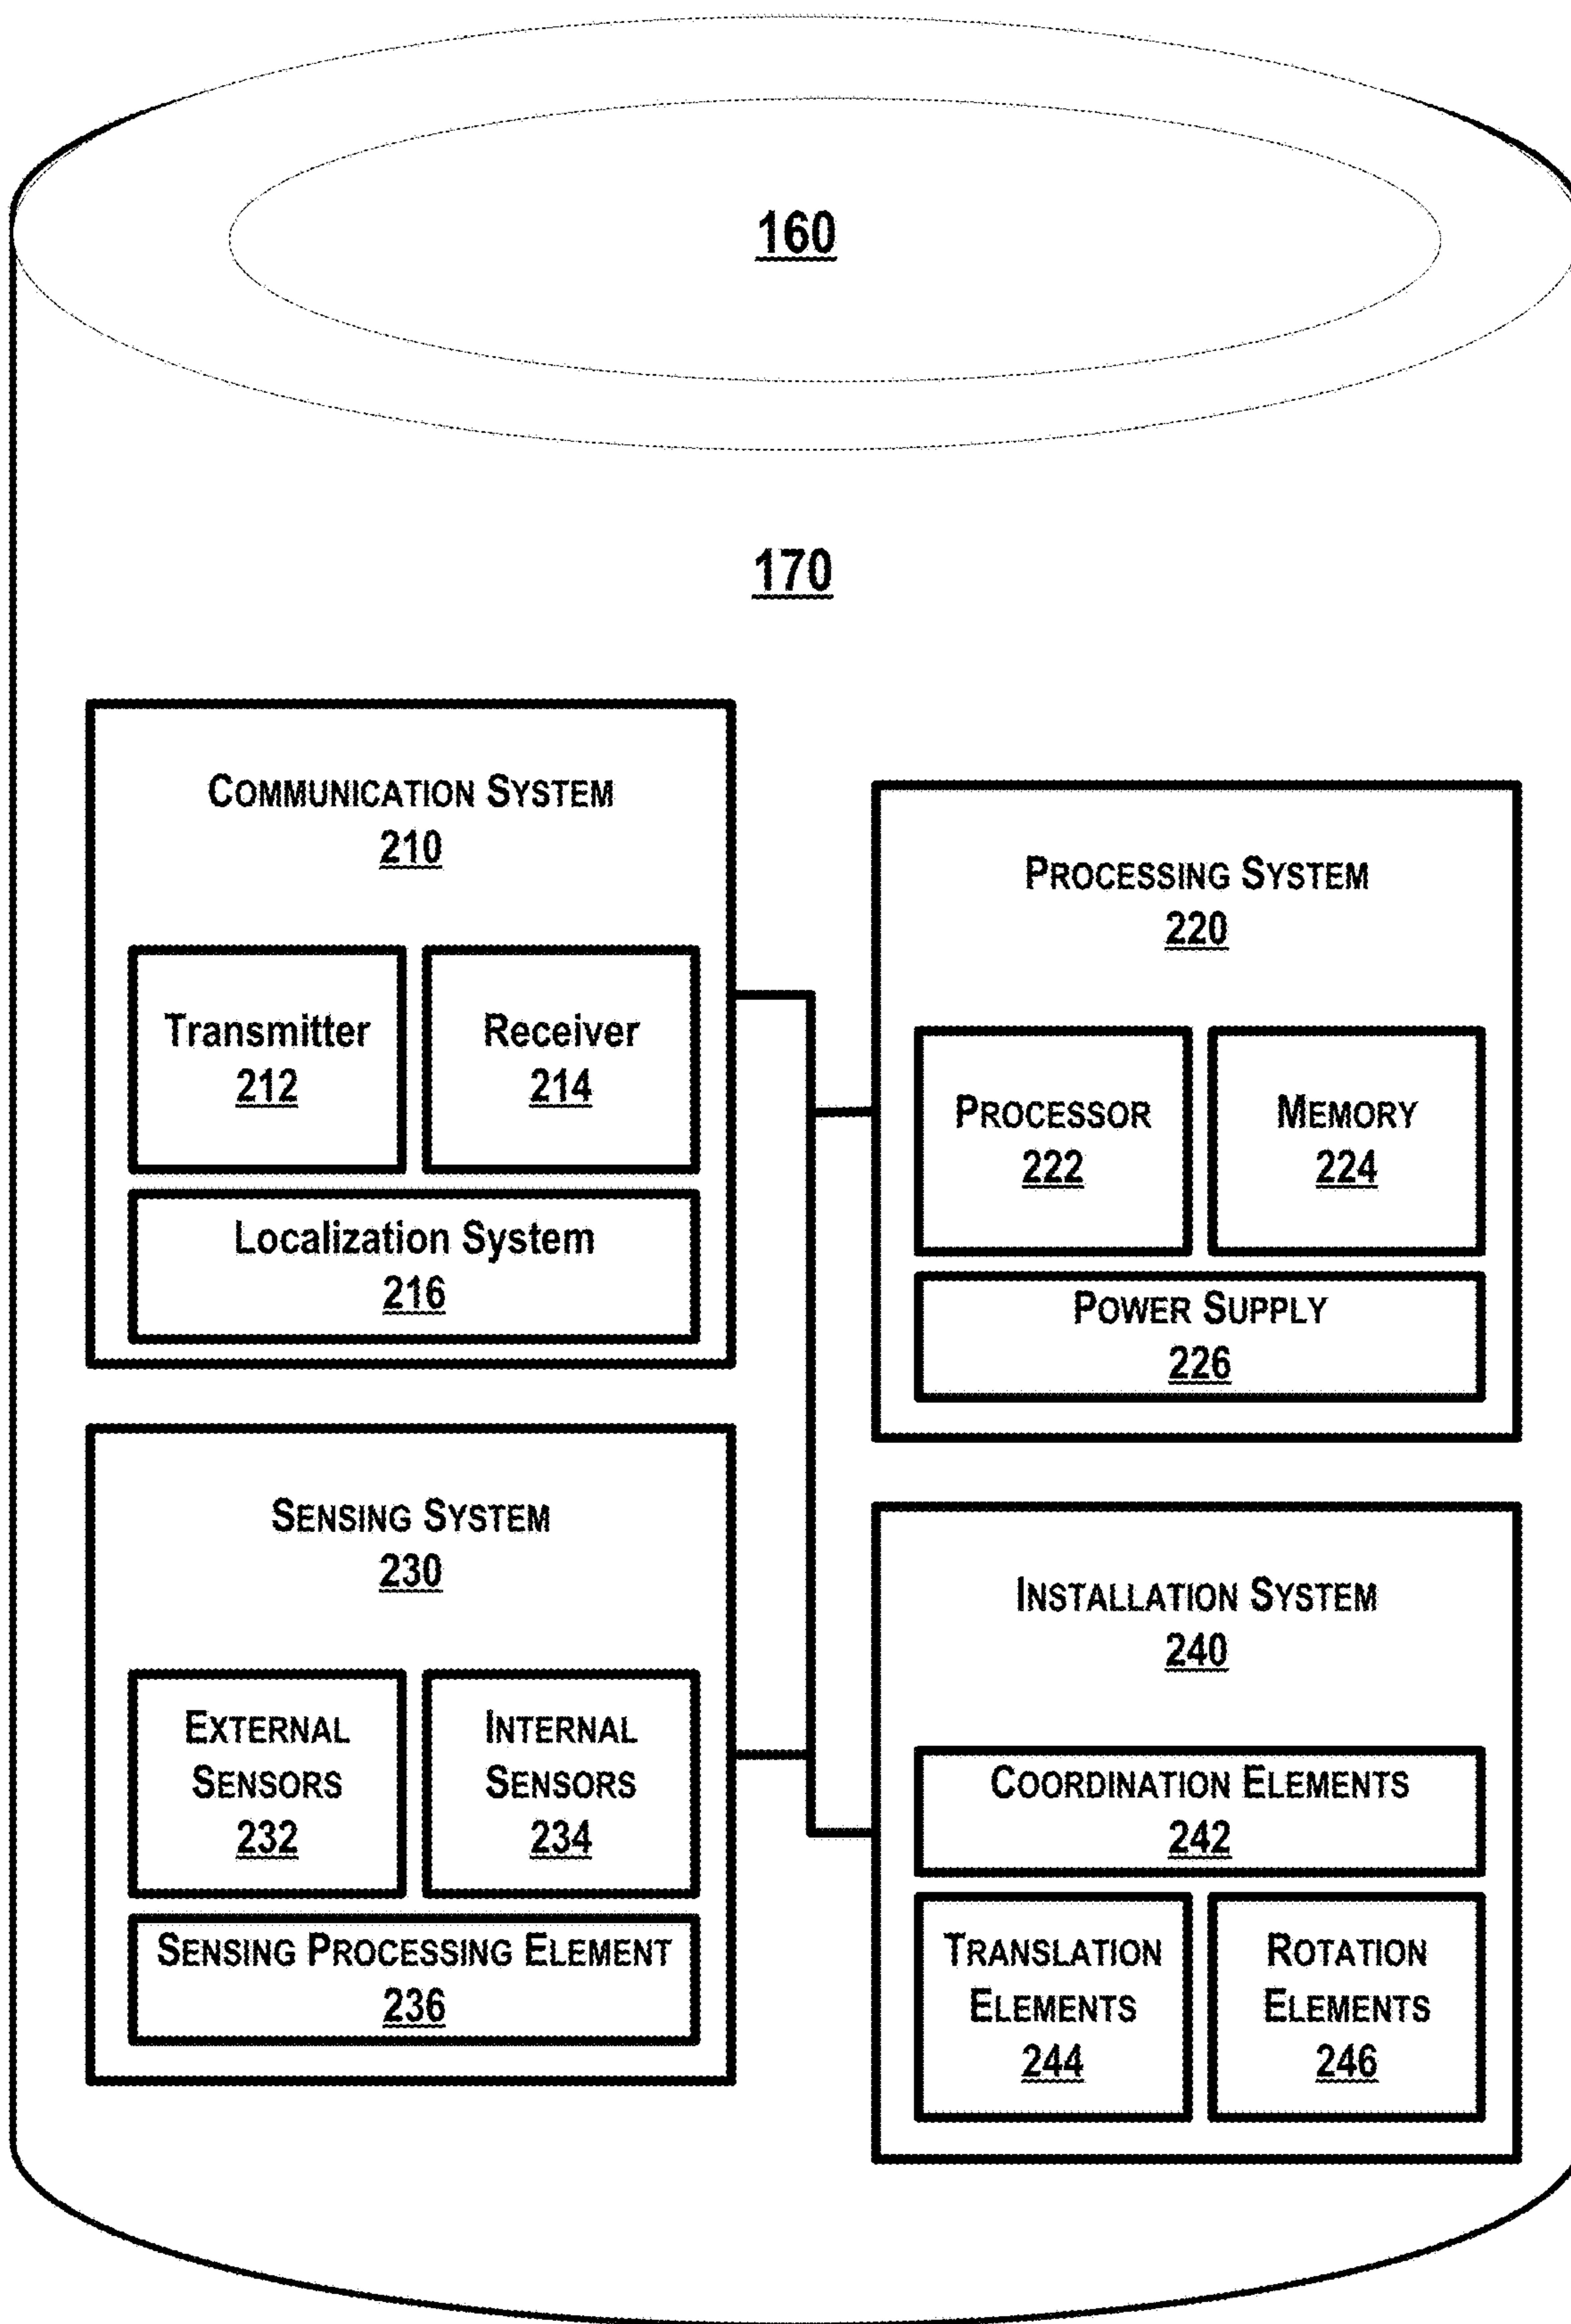 160
170
COMMUNICATION SYSTEM
210
Transmitter
212
Receiver
214
Localization System
216
PROCESSING SYSTEM
220
PROCESSOR
222
MEMORY
224
POWER SUPPLY
226
SENSING SYSTEM
230
EXTERNAL
SENSORS
232
INTERNAL
SENSORS
234
SENSING PROCESSING ELEMENT
236
INSTALLATION SYSTEM
240
COORDINATION ELEMENTS
242
TRANSLATION
ELEMENTS
244
ROTATION
ELEMENTS
246